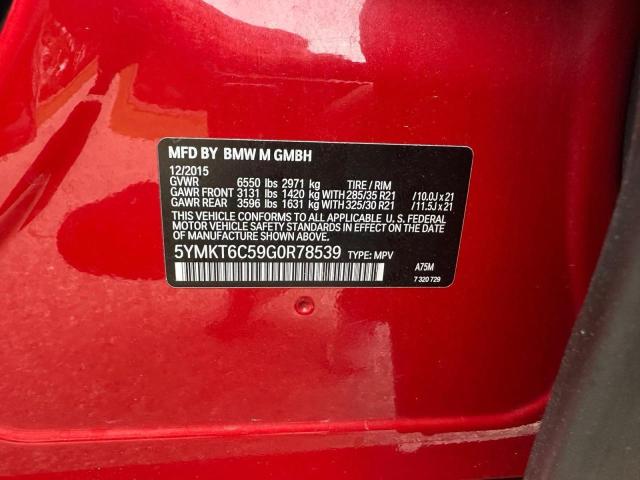 MFD BY BMW M GMBH
12/2015
GVWR 6550 lbs 2971 kg TIRE / RIM
GAWR FRONT 3131 lbs 1420 kg WITH 285/35 R21 /10.0J x 21
GAWR REAR 3596 lbs 1631 kg WITH 325/30 R21 /11.5J x 21
THIS VEHICLE CONFORMS TO ALL APPLICABLE U. S. FEDERAL
MOTOR VEHICLE SAFETY STANDARDS IN EFFECT ON THE
DATE OF MANUFACTURE SHOWN ABOVE.
5YMKT6C59G0R78539 TYPE: MPV
A75M
7 320 729